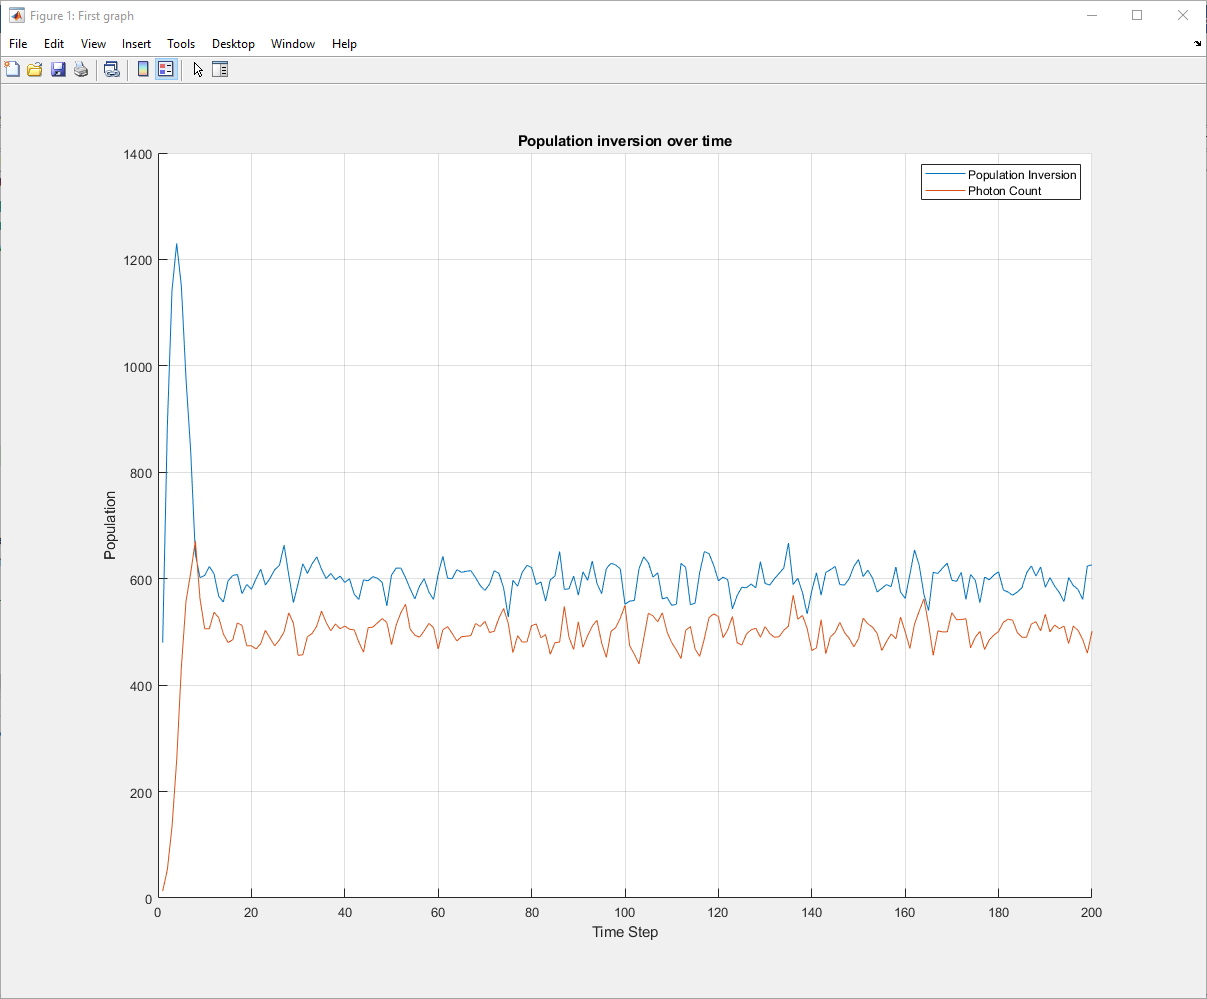 Figure 1: First graph
File Edit View Insert Tools Desktop Window Help
Population inversion over time
Population Inversion
Photon Count
1400
1200
1000
800
600
400
200
0
Population
0 20 40 60 80 100 120 140 160 180 200
Time Step